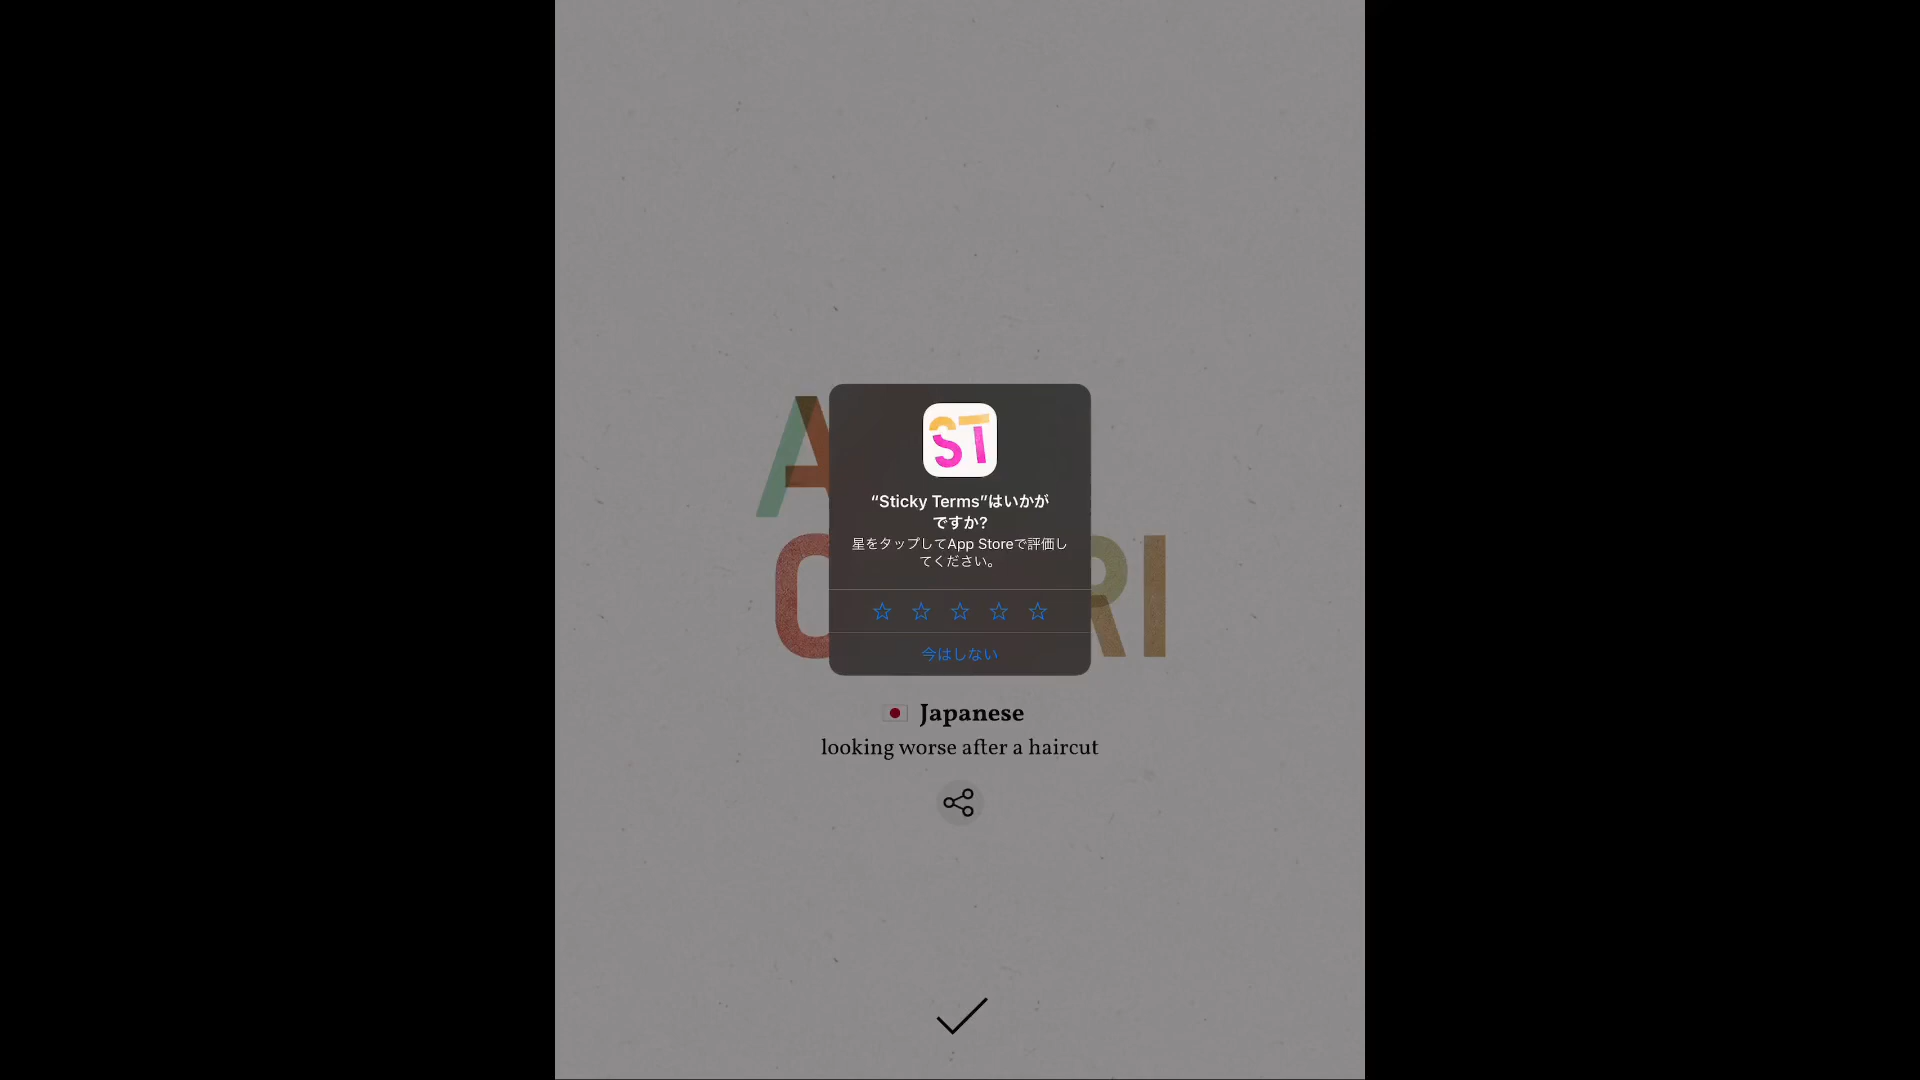 ST
“Sticky Terms”はいかが
ですか?
星をタップしてApp Storeで評価し
てください。
今はしない
A
RI
Japanese
looking worse after a haircut